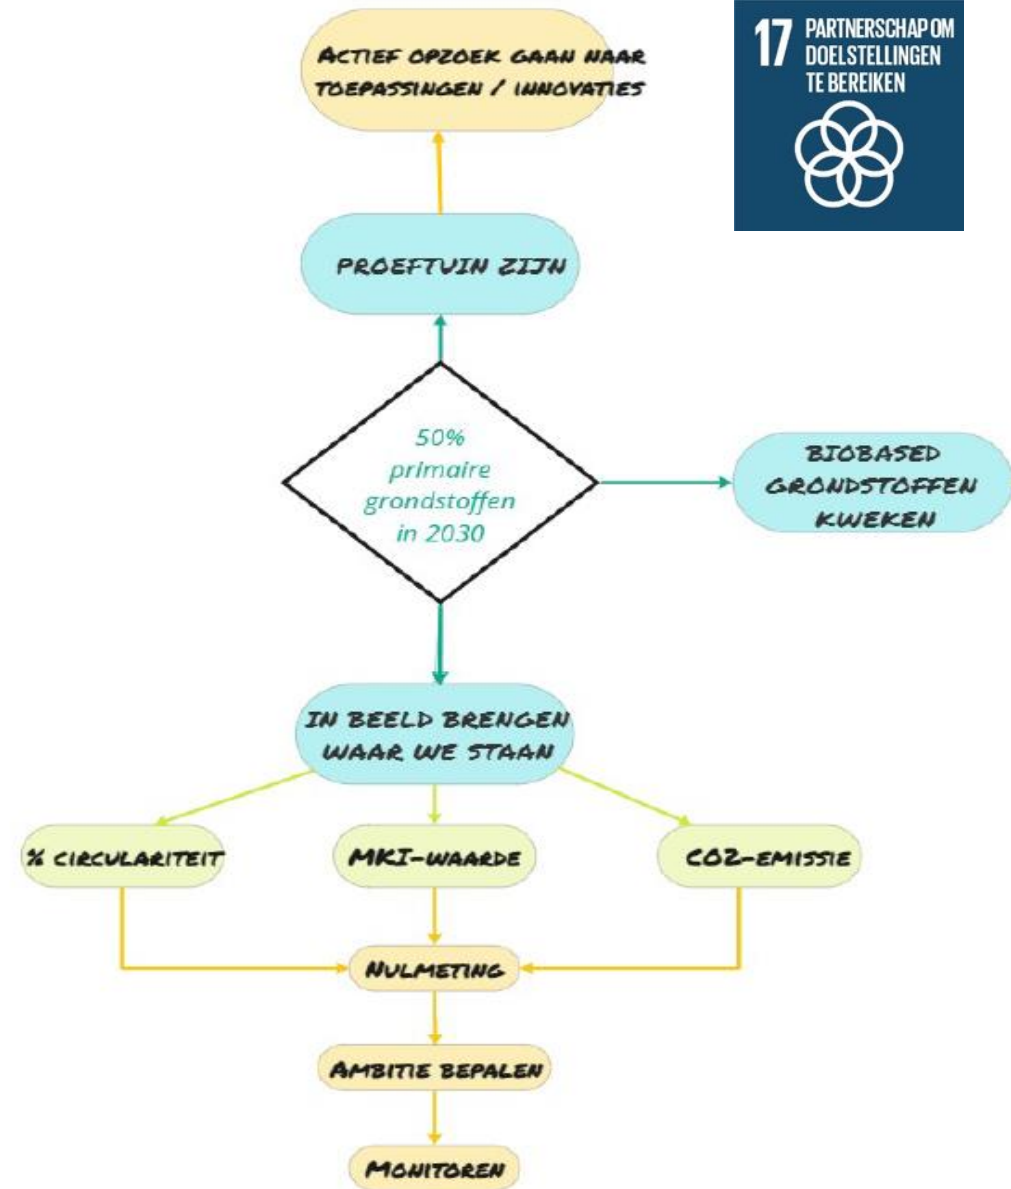 17 PARTNERSCHAP OM
DOELSTELLINGEN
TE BEREIKEN
ACTIEF OPZOEK GAAN NAAR
TOEPASSINGEN / INNOVATIES
PROEFTUIN ZIJN
50%
primaire
grondstoffen
in 2030
BIOBASED
GRONDSTOFFEN
KWEKEN
IN BEELD BRENGEN
WAAR WE STAAN
% CIRCULARITEIT
MKI-WAARDE
CO2-EMISSIE
NULMETING
AMBITIE BEPALEN
MONITOREN